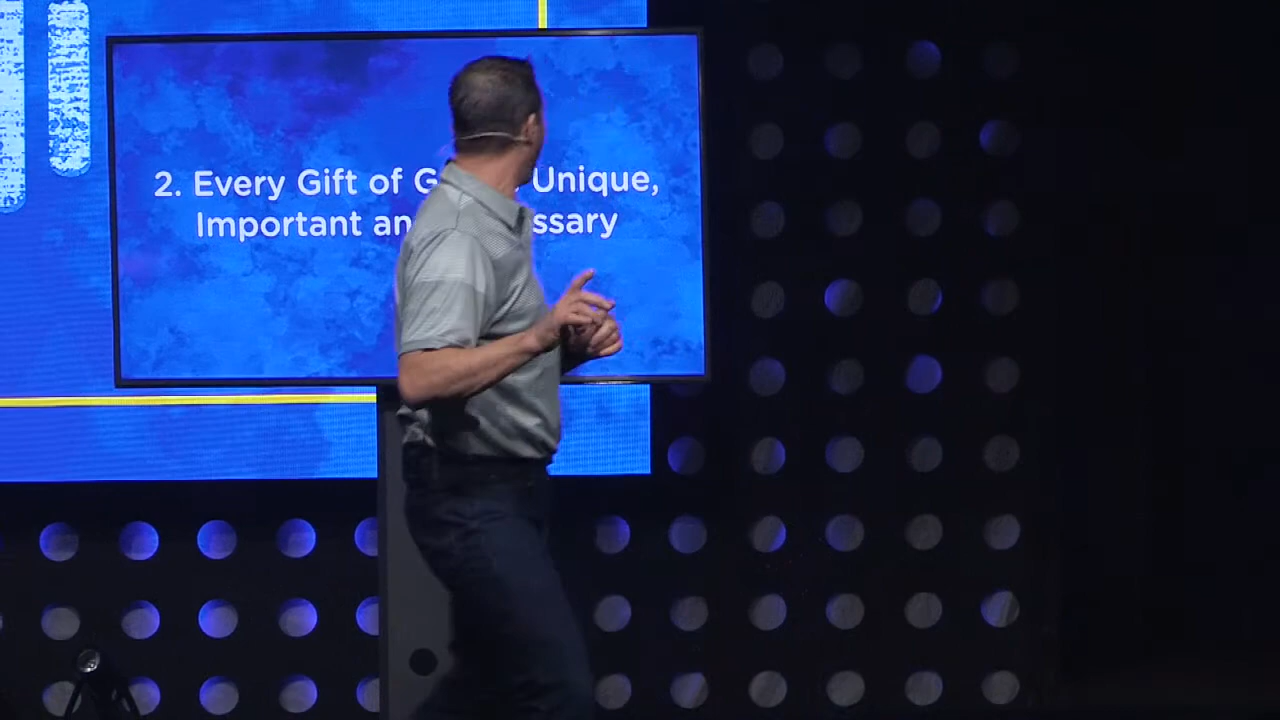 2. Every Gift of G Unique,
Important an ssary